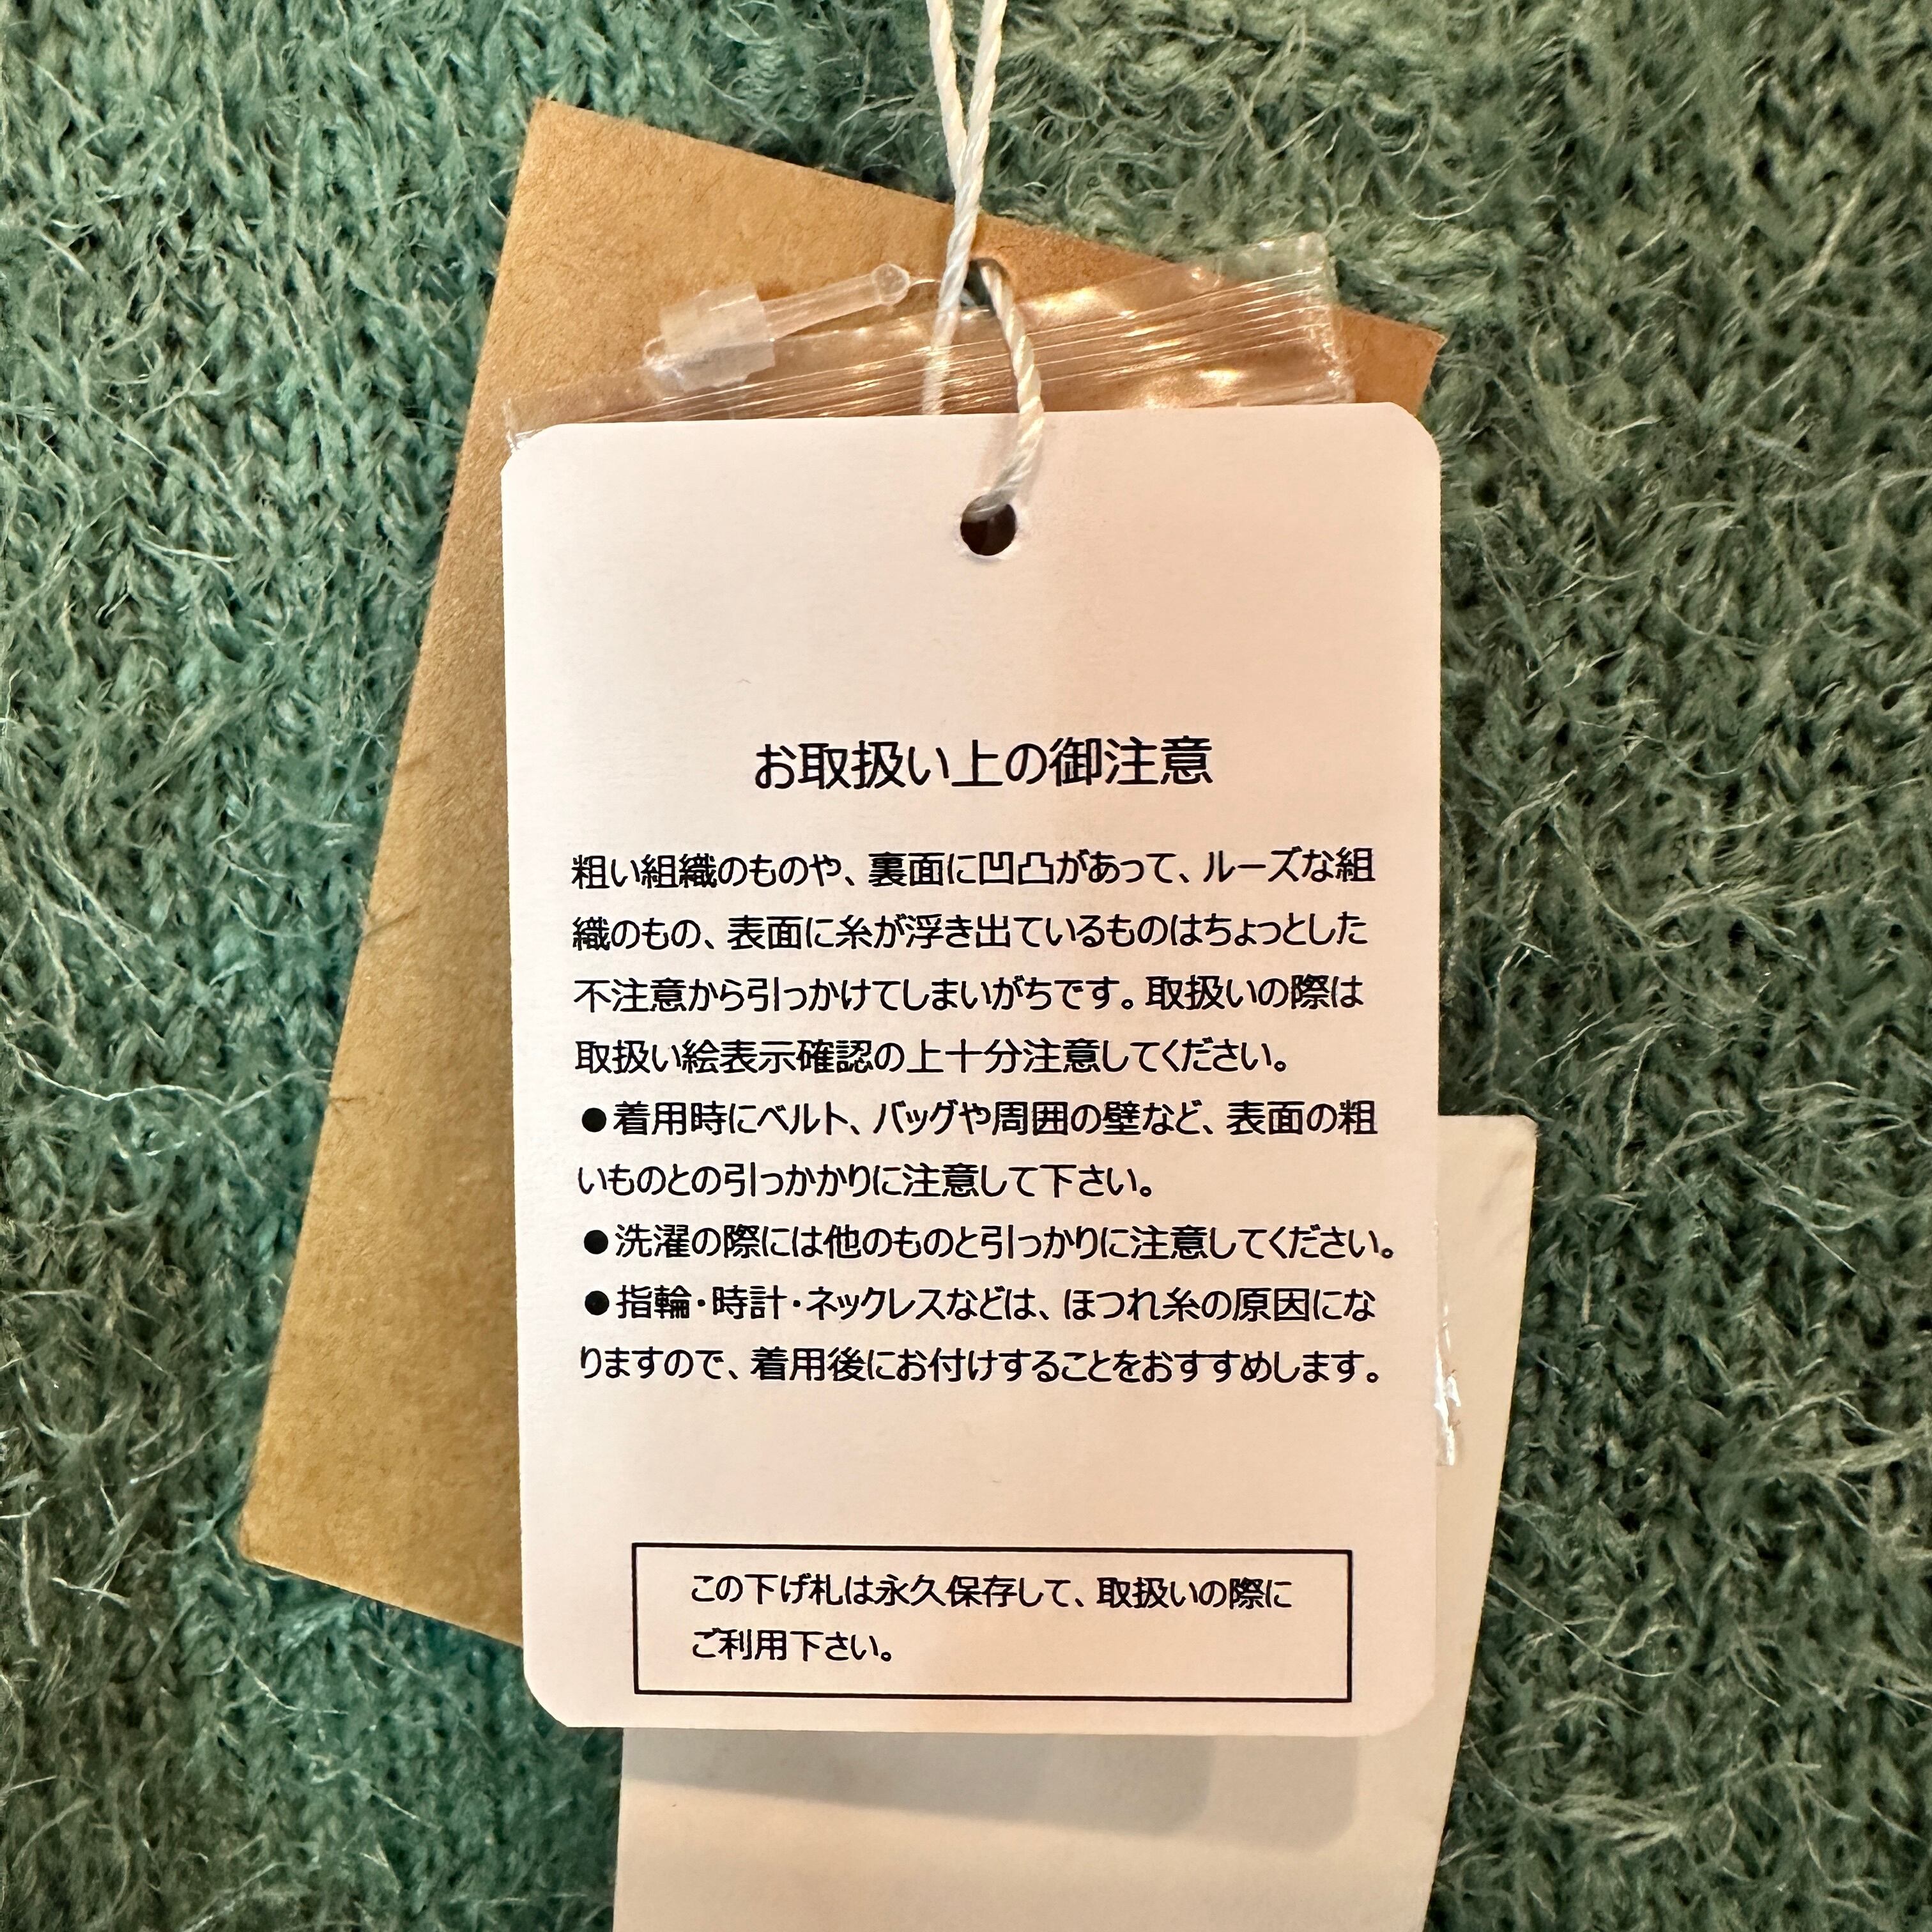 お取扱い上の御注意
粗い組織のものや、裏面に凹凸があって、ルーズな組
織のもの、表面に糸が浮き出ているものはちょっとした
不注意から引っかけてしまいがちです。取扱いの際は
取扱い絵表示確認の上十分注意してください。
●着用時にベルト、バッグや周囲の壁など、表面の粗
いものとの引っかかりに注意して下さい。
●洗濯の際には他のものと引っかりに注意してください。
●指輪・時計・ネックレスなどは、ほつれ糸の原因にな
りますので、着用後にお付けすることをおすすめします。
この下げ札は永久保存して、取扱いの際に
ご利用下さい。